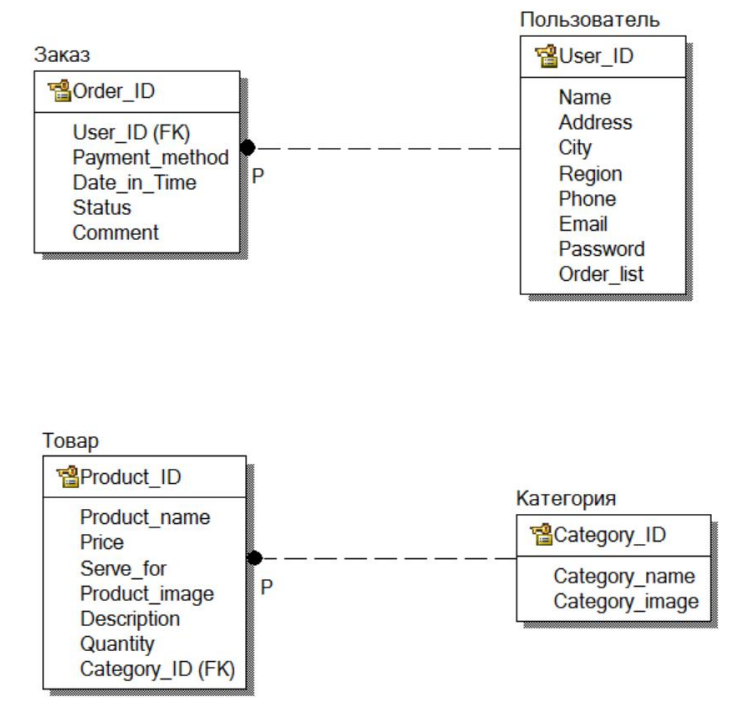 Заказ
Order_ID
User_ID (FK)
Payment_method
Date_in_Time
Status
Comment
P
Пользователь
User_ID
Name
Address
City
Region
Phone
Email
Password
Order_list
Товар
Product_ID
Product_name
Price
Serve_for
Product_image
Description
Quantity
Category_ID (FK)
P
Категория
Category_ID
Category_name
Category_image